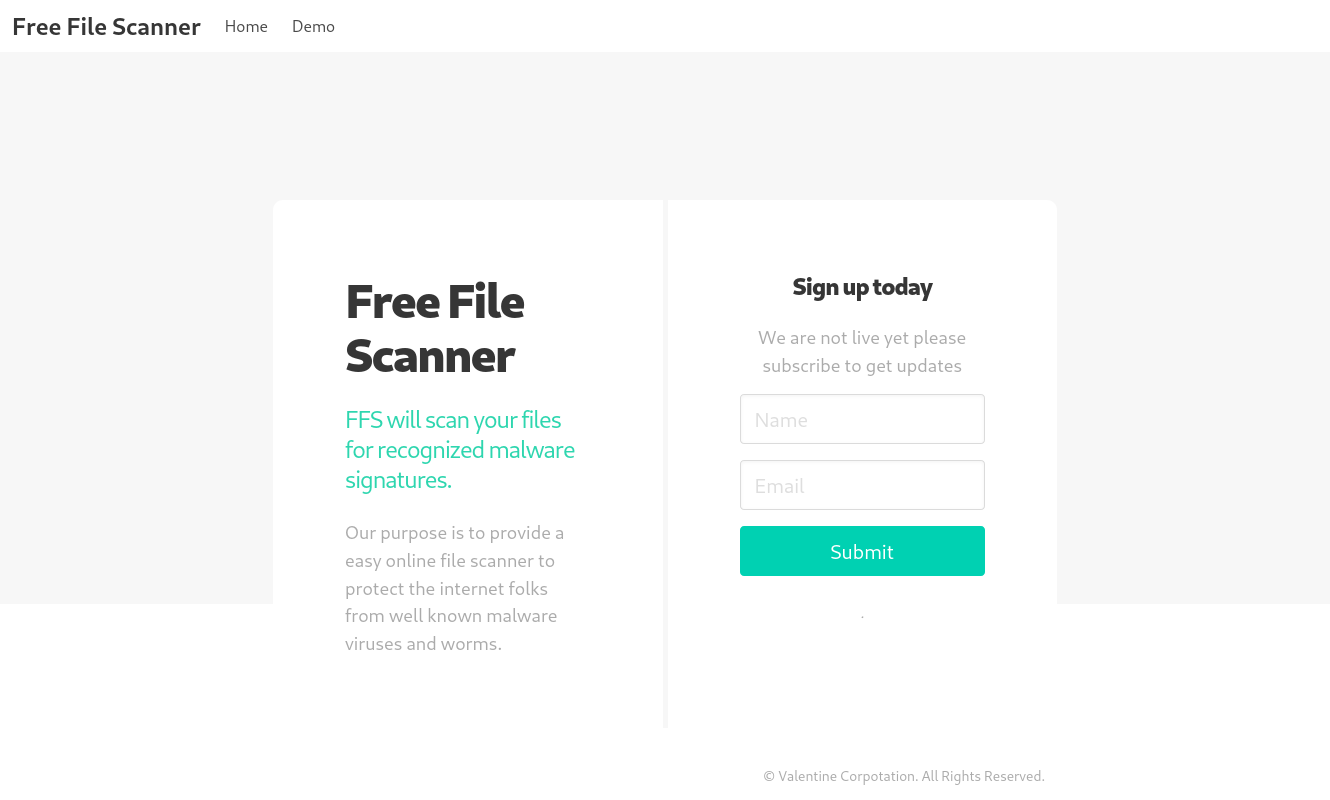 Free File Scanner Home Demo
Free File
Scanner
FFS will scan your files
for recognized malware
signatures.
Our purpose is to provide a
easy online file scanner to
protect the internet folks
from well known malware
viruses and worms.
Sign up today
We are not live yet please
subscribe to get updates
Name
Email
Submit
.
© Valentine Corpotation. All Rights Reserved.